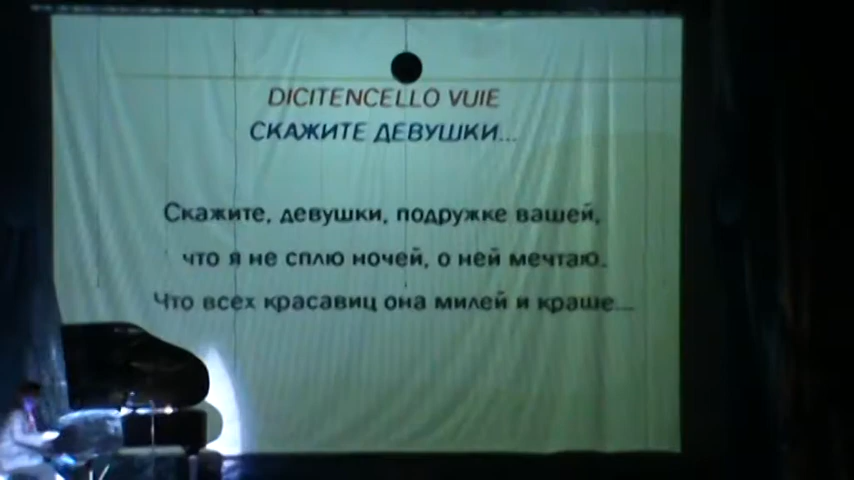 DICITENCELLO VUIE
СКАЖИТЕ ДЕВУШКИ...
Скажите, девушки, подружке вашей,
что я не сплю ночей, о ней мечтаю.
Что всех красавиц она милей и краше...